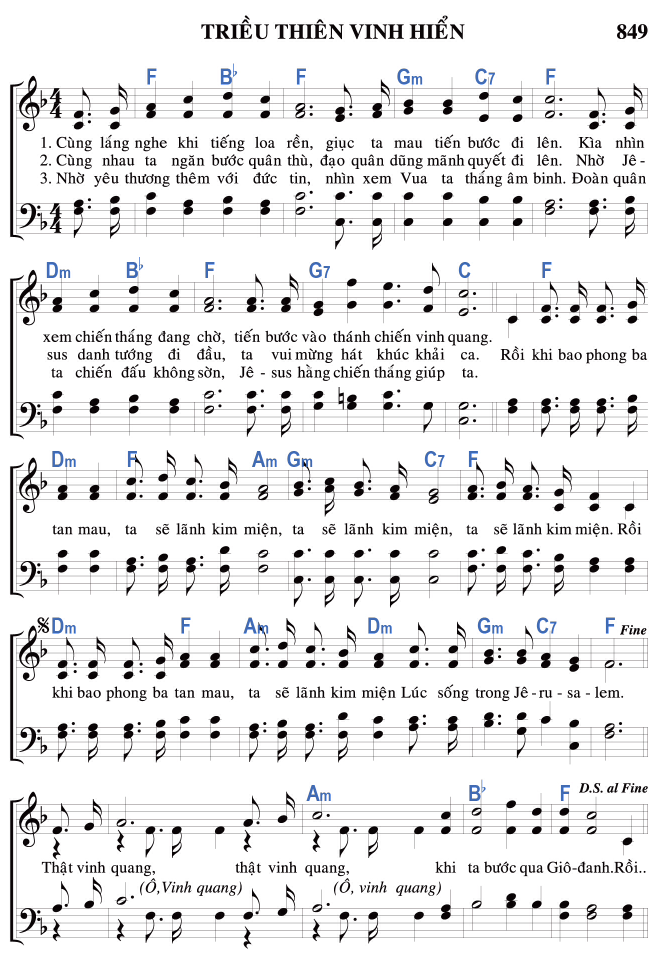 TRIỀU THIÊN VINH HIỂN 849
F B♭ F Gm C7 F
1. Cùng lắng nghe khi tiếng loa rền, giục ta mau tiến bước đi lên. Kìa nhìn
2. Cùng nhau ta ngăn bước quân thù, đạo quân dũng mãnh quyết đi lên. Nhờ Jê-
3. Nhờ yêu thương thêm với đức tin, nhìn xem Vua ta thắng âm binh. Đoàn quân
Dm B♭ F G7 C F
xem chiến tháng đang chờ, tiến bước vào thánh chiến vinh quang.
sus danh tướng đi đầu, ta vui mừng hát khúc khải ca. Rồi khi bao phong ba
ta chiến đấu không sờn, Jê-sus hằng chiến tháng giúp ta.
Dm F Am Gm C7 F
tan mau, ta sẽ lãnh kim miện, ta sẽ lãnh kim miện, ta sẽ lãnh kim miện. Rồi
Dm F Am Dm Gm C7 F Fine
khi bao phong ba tan mau, ta sẽ lãnh kim miện Lúc sống trong Jê-ru-sa-lem.
Am B♭ F D.S. al Fine
Thật vinh quang, thật vinh quang, khi ta bước qua Giô-đanh.Rồi..
(Ô,Vinh quang) (Ô, vinh quang)